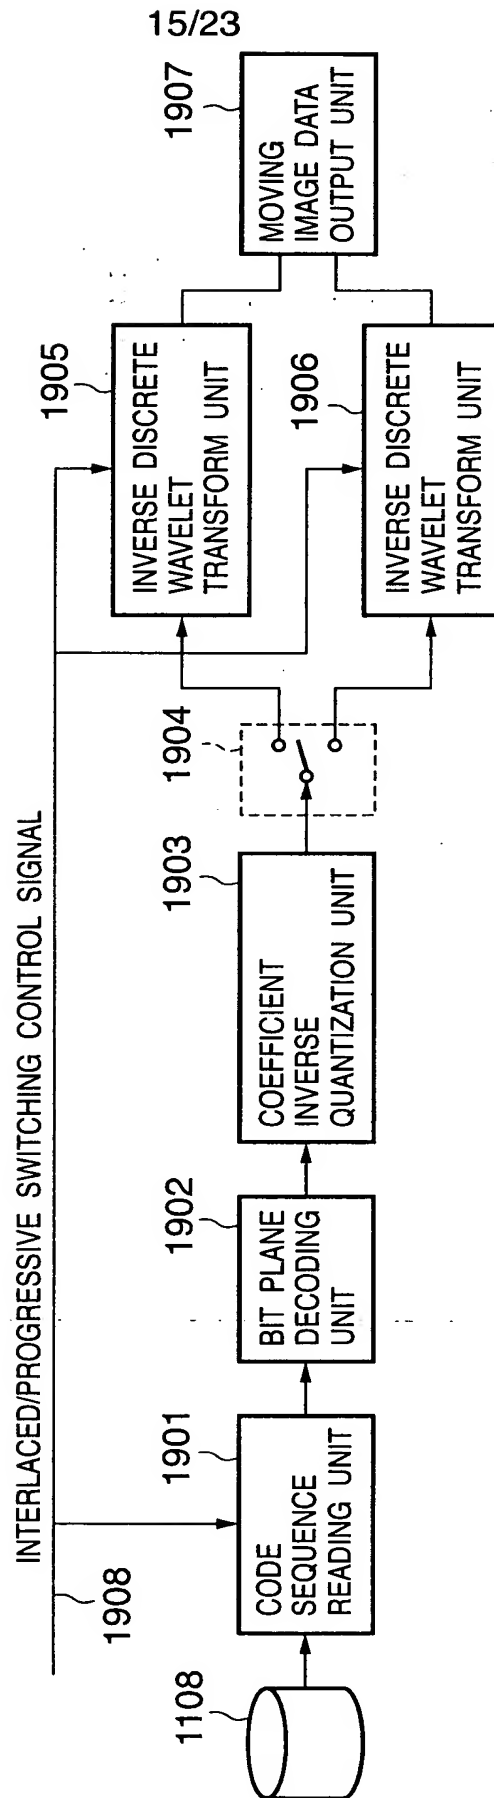 15/23
INTERLACED/PROGRESSIVE SWITCHING CONTROL SIGNAL
1908
1108
1901
CODE
SEQUENCE
READING UNIT
1902
BIT PLANE
DECODING
UNIT
1903
COEFFICIENT
INVERSE
QUANTIZATION UNIT
1904
1905
INVERSE DISCRETE
WAVELET
TRANSFORM UNIT
1906
INVERSE DISCRETE
WAVELET
TRANSFORM UNIT
1907
MOVING
IMAGE DATA
OUTPUT UNIT